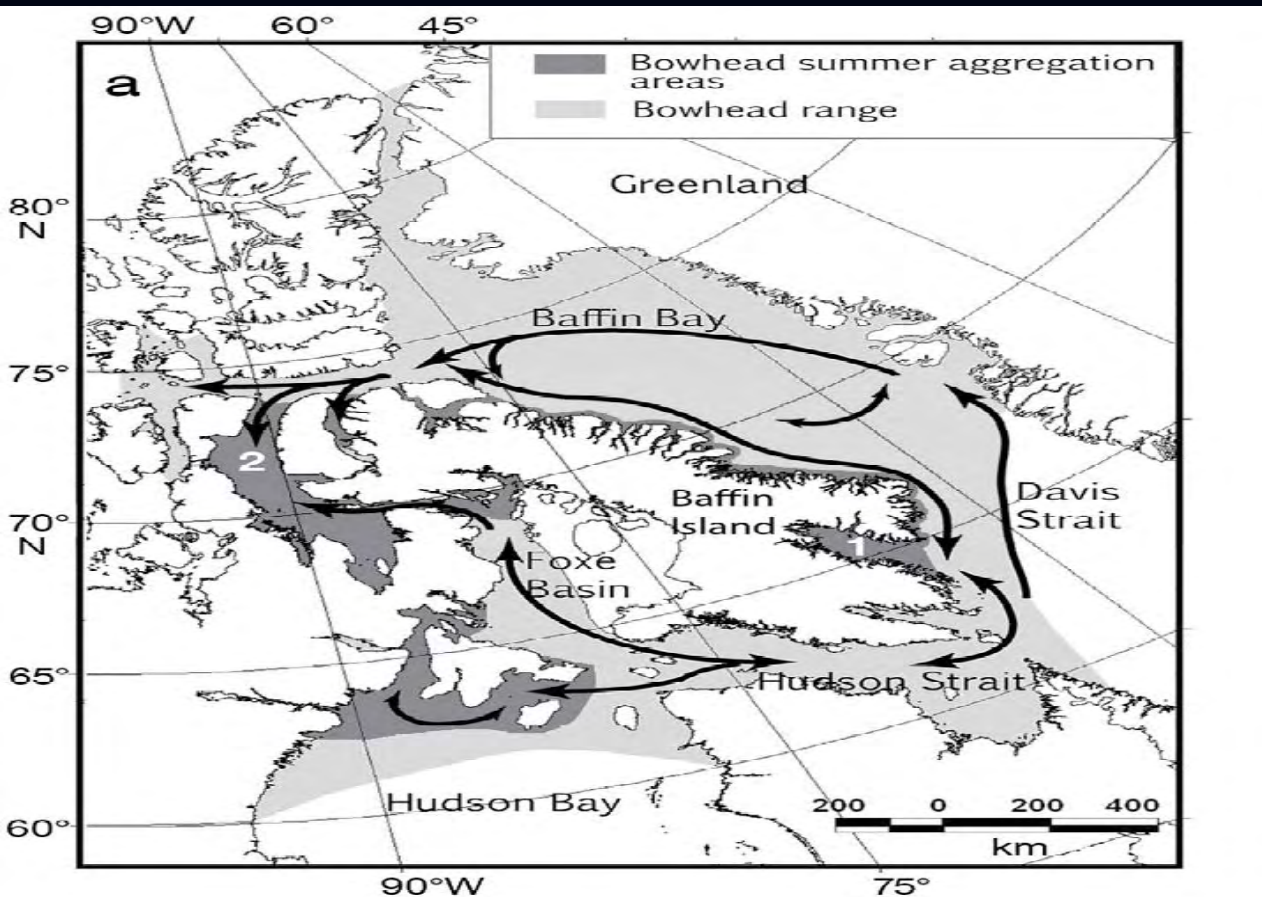 90°W 60° 45°
a
Bowhead summer aggregation
areas
Bowhead range
Greenland
80°
N
Baffin Bay
75°
2
Baffin
Island
Davis
Strait
70°
N
1
Foxe
Basin
65°
Hudson Strait
Hudson Bay
200 0 200 400
km
60°
90°W 75°